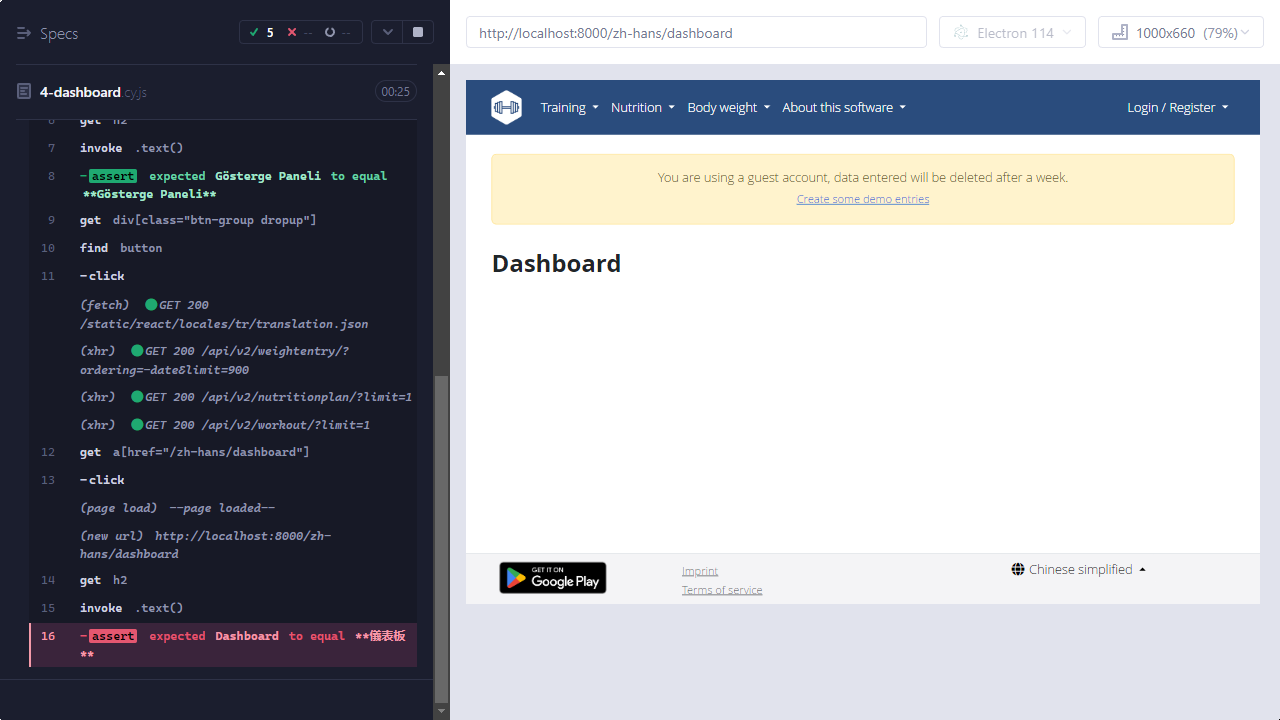 Specs
5
--
--
http://localhost:8000/zh-hans/dashboard
Electron 114
1000x660 (79%)
4-dashboard.cy.js
00:25
6 get h2
7 invoke .text()
8 -assert expected Gösterge Paneli to equal
**Gösterge Paneli**
9 get div[class="btn-group dropup"]
10 find button
11 -click
(fetch) GET 200
/static/react/locales/tr/translation.json
(xhr) GET 200 /api/v2/weightentry/?
ordering=-date&limit=900
(xhr) GET 200 /api/v2/nutritionplan/?limit=1
(xhr) GET 200 /api/v2/workout/?limit=1
12 get a[href="/zh-hans/dashboard"]
13 -click
(page load) --page loaded--
(new url) http://localhost:8000/zh-
hans/dashboard
14 get h2
15 invoke .text()
16 -assert expected Dashboard to equal **儀表板
**
Training
Nutrition
Body weight
About this software
Login / Register
You are using a guest account, data entered will be deleted after a week.
Create some demo entries
Dashboard
GET IT ON
Google Play
Imprint
Terms of service
Chinese simplified